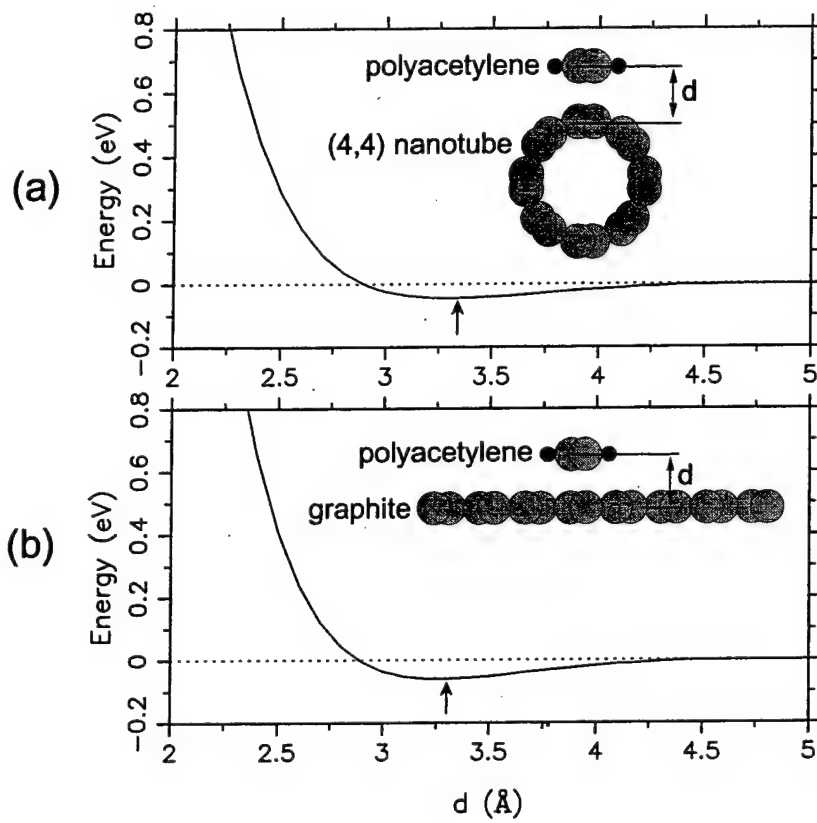 (a)
Energy (eV)
0.8
0.6
0.4
0.2
0
−0.2
polyacetylene
d
(4,4) nanotube
2
2.5
3
3.5
4
4.5
5
(b)
Energy (eV)
0.8
0.6
0.4
0.2
0
−0.2
polyacetylene
d
graphite
2
2.5
3
3.5
4
4.5
5
d (Å)